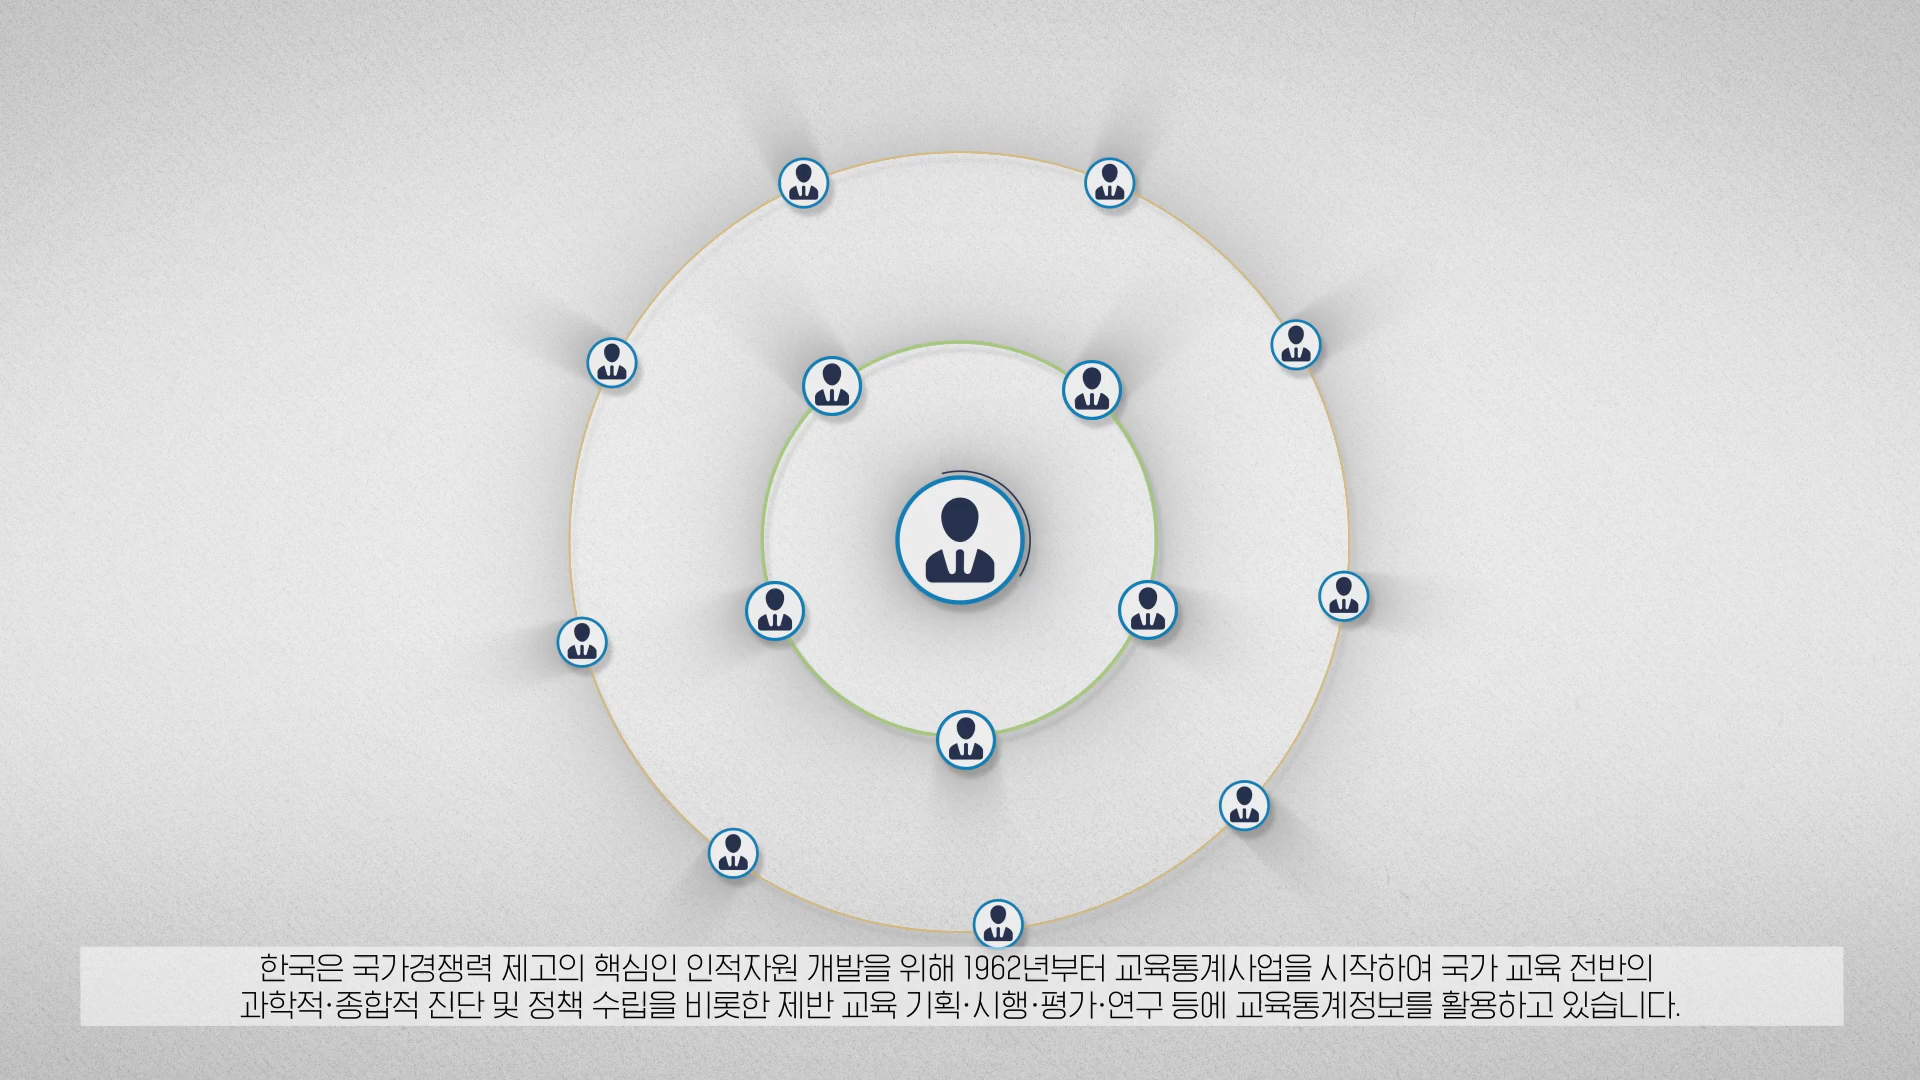 한국은 국가경쟁력 제고의 핵심인 인적자원 개발을 위해 1962년부터 교육통계사업을 시작하여 국가 교육 전반의
과학적·종합적 진단 및 정책 수립을 비롯한 제반 교육 기획·시행·평가·연구 등에 교육통계정보를 활용하고 있습니다.